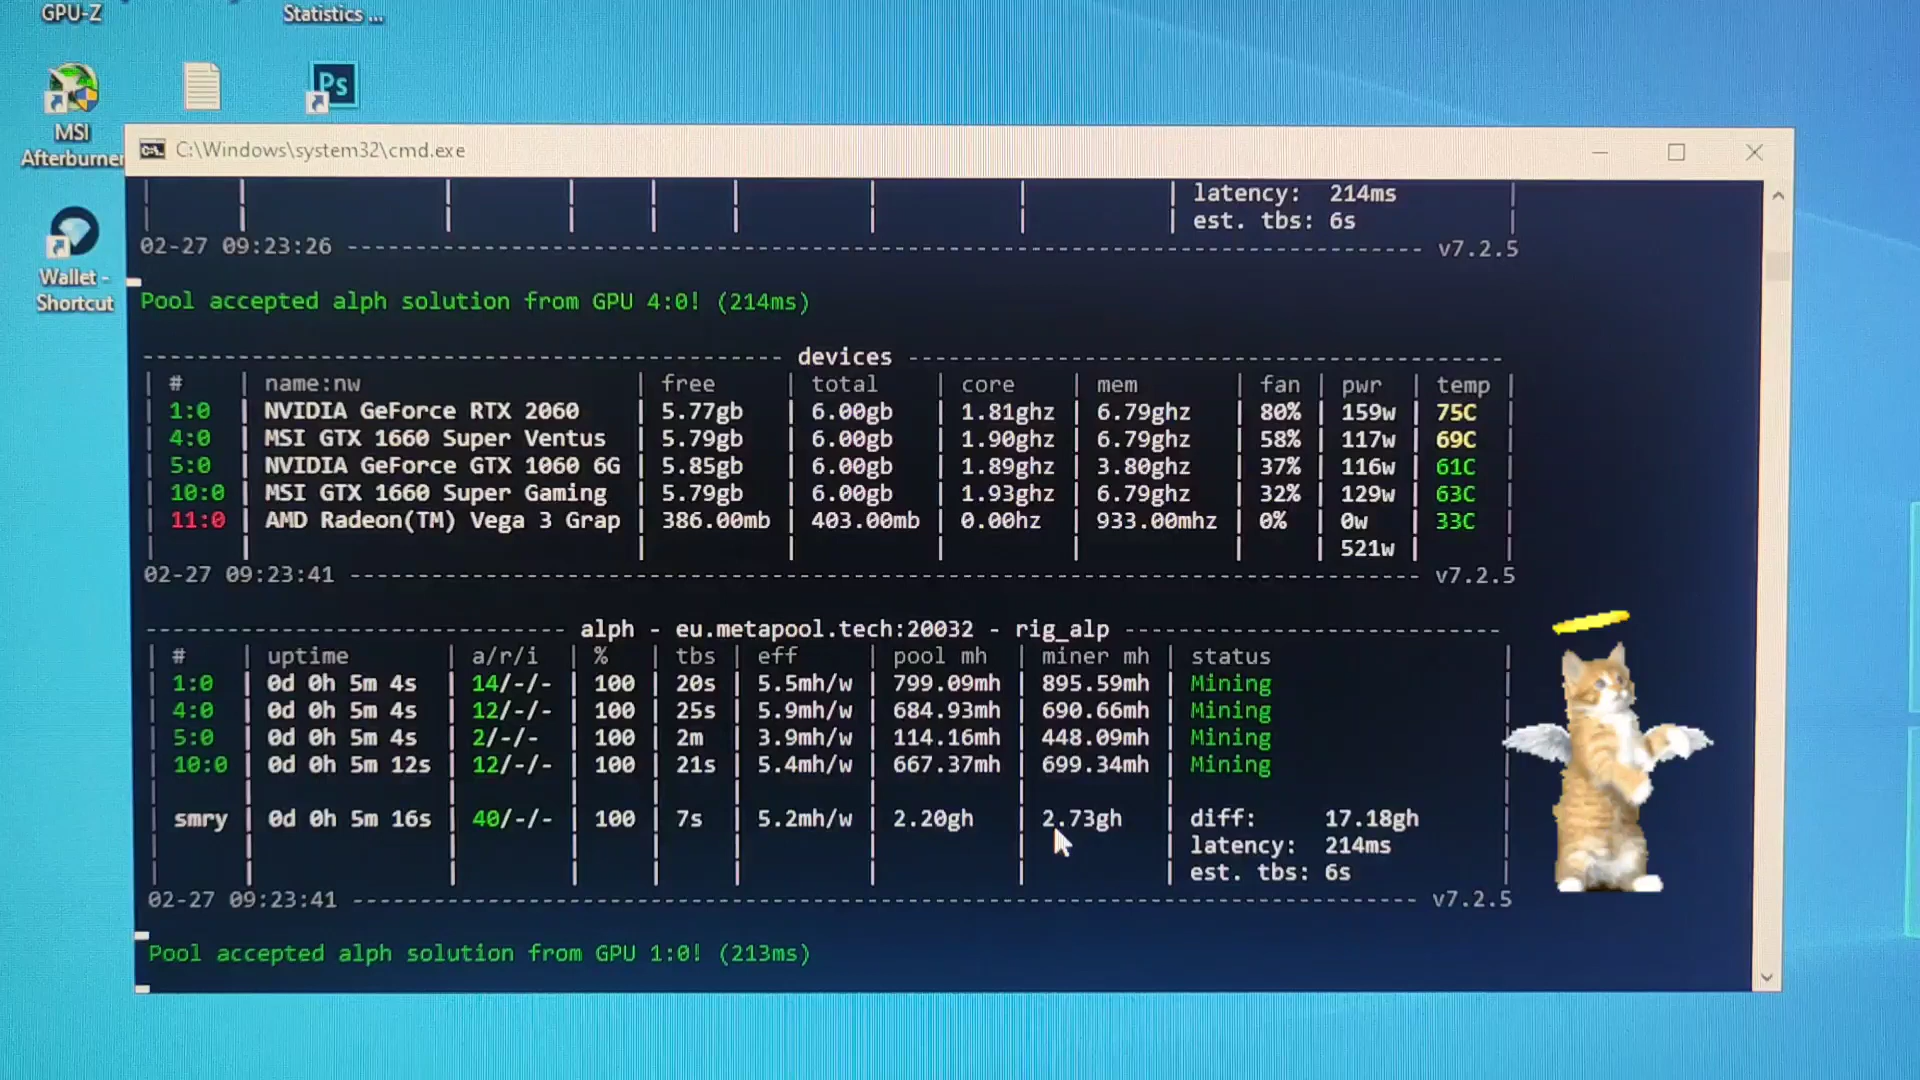 GPU-Z
Statistics ...
Ps
MSI
Afterburner
Wallet -
Shortcut
C:\Windows\system32\cmd.exe
latency: 214ms
est. tbs: 6s
02-27 09:23:26 v7.2.5
Pool accepted alph solution from GPU 4:0! (214ms)
devices
# name:nw free total core mem fan pwr temp
1:0 NVIDIA GeForce RTX 2060 5.77gb 6.00gb 1.81ghz 6.79ghz 80% 159w 75C
4:0 MSI GTX 1660 Super Ventus 5.79gb 6.00gb 1.90ghz 6.79ghz 58% 117w 69C
5:0 NVIDIA GeForce GTX 1060 6G 5.85gb 6.00gb 1.89ghz 3.80ghz 37% 116w 61C
10:0 MSI GTX 1660 Super Gaming 5.79gb 6.00gb 1.93ghz 6.79ghz 32% 129w 63C
11:0 AMD Radeon(TM) Vega 3 Grap 386.00mb 403.00mb 0.00hz 933.00mhz 0% 0w 33C
521w
02-27 09:23:41 v7.2.5
alph - eu.metapool.tech:20032 - rig_alp
# uptime a/r/i % tbs eff pool mh miner mh status
1:0 0d 0h 5m 4s 14/-/- 100 20s 5.5mh/w 799.09mh 895.59mh Mining
4:0 0d 0h 5m 4s 12/-/- 100 25s 5.9mh/w 684.93mh 690.66mh Mining
5:0 0d 0h 5m 4s 2/-/- 100 2m 3.9mh/w 114.16mh 448.09mh Mining
10:0 0d 0h 5m 12s 12/-/- 100 21s 5.4mh/w 667.37mh 699.34mh Mining
smry 0d 0h 5m 16s 40/-/- 100 7s 5.2mh/w 2.20gh 2.73gh diff: 17.18gh
latency: 214ms
est. tbs: 6s
02-27 09:23:41 v7.2.5
Pool accepted alph solution from GPU 1:0! (213ms)